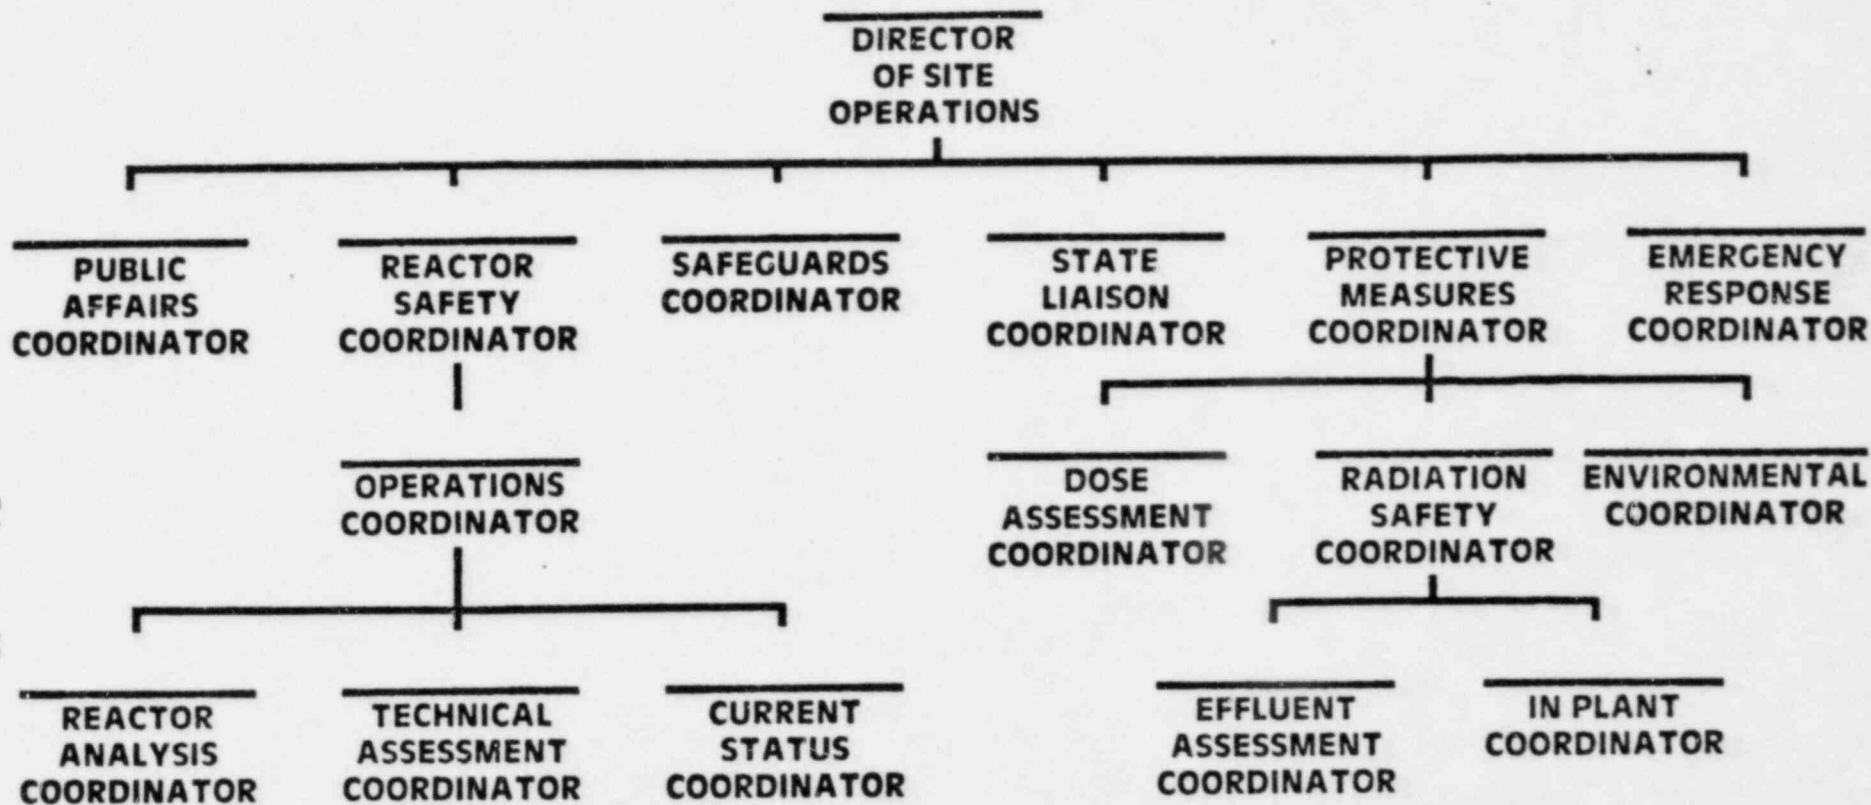 DIRECTOR
OF SITE
OPERATIONS
PUBLIC
AFFAIRS
COORDINATOR
REACTOR
SAFETY
COORDINATOR
SAFEGUARDS
COORDINATOR
STATE
LIAISON
COORDINATOR
PROTECTIVE
MEASURES
COORDINATOR
EMERGENCY
RESPONSE
COORDINATOR
OPERATIONS
COORDINATOR
DOSE
ASSESSMENT
COORDINATOR
RADIATION
SAFETY
COORDINATOR
ENVIRONMENTAL
COORDINATOR
REACTOR
ANALYSIS
COORDINATOR
TECHNICAL
ASSESSMENT
COORDINATOR
CURRENT
STATUS
COORDINATOR
EFFLUENT
ASSESSMENT
COORDINATOR
IN PLANT
COORDINATOR